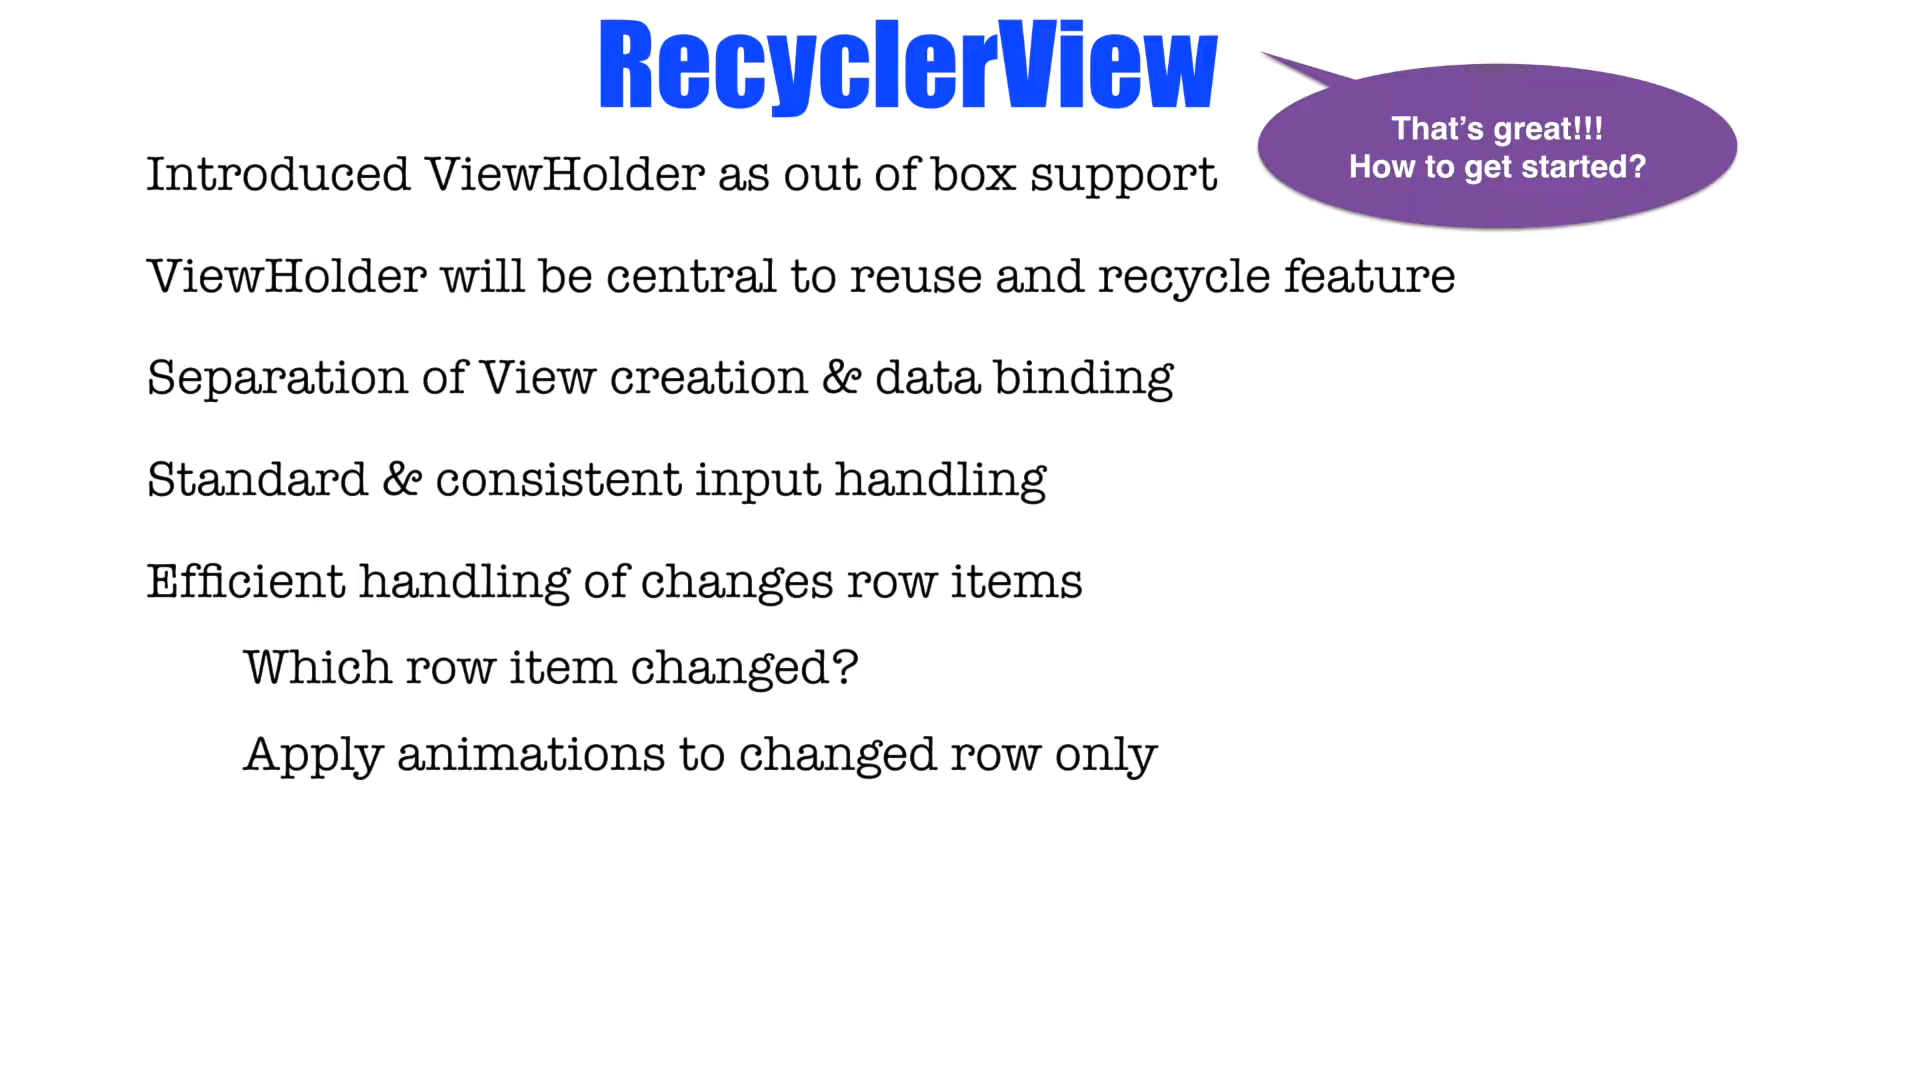 RecyclerView
That's great!!!
How to get started?
Introduced ViewHolder as out of box support
ViewHolder will be central to reuse and recycle feature
Separation of View creation & data binding
Standard & consistent input handling
Efficient handling of changes row items
Which row item changed?
Apply animations to changed row only